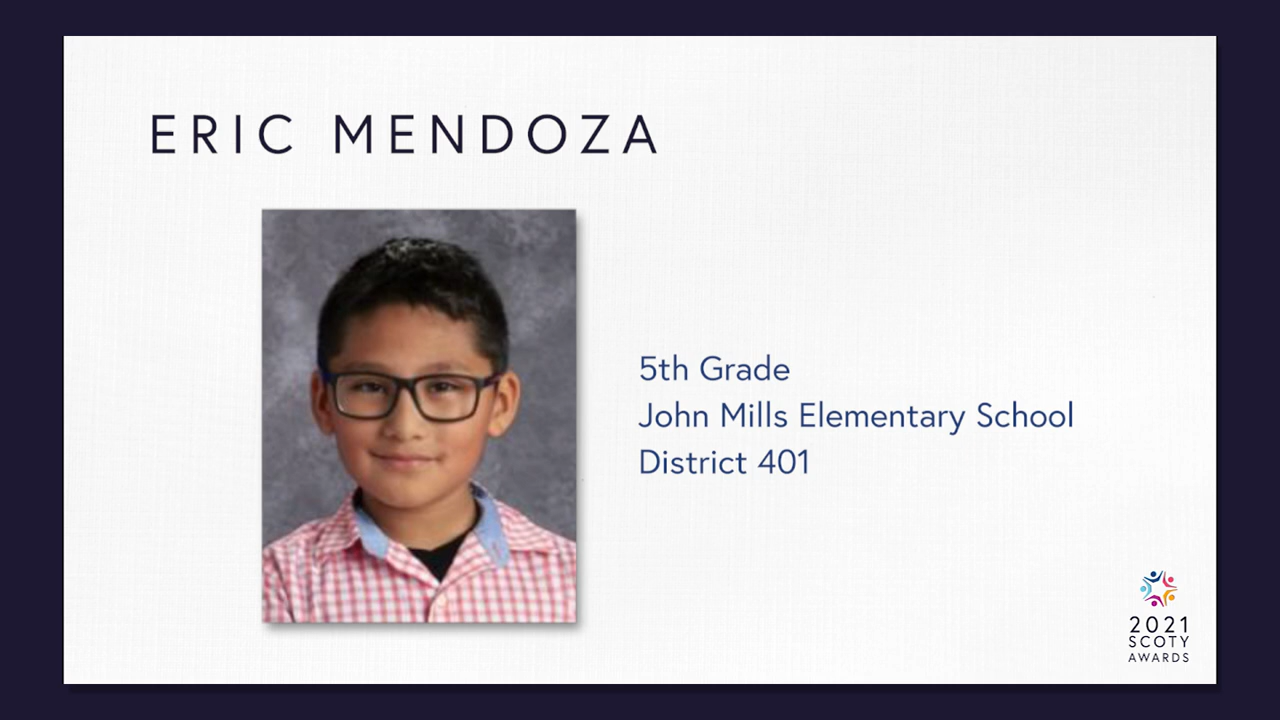 ERIC MENDOZA
5th Grade
John Mills Elementary School
District 401
2021
SCOTY
AWARDS